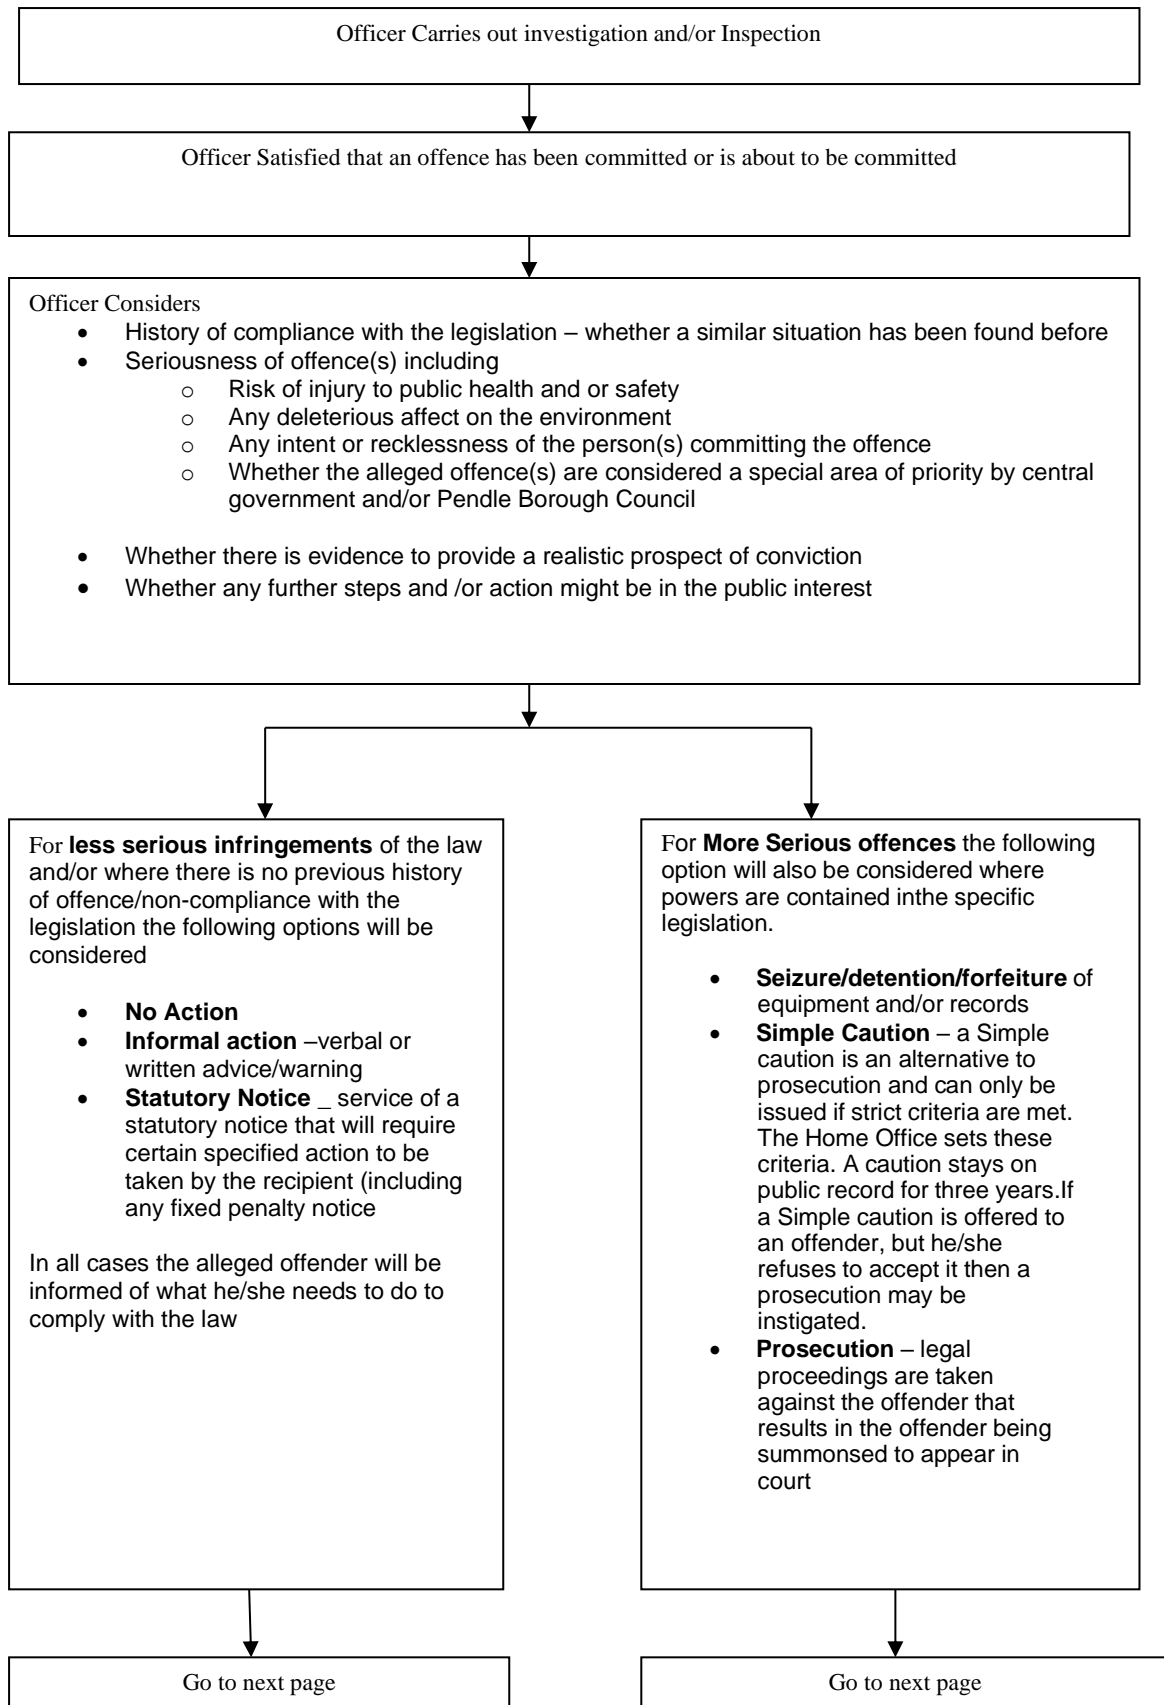 Officer Carries out investigation and/or Inspection
Officer Satisfied that an offence has been committed or is about to be committed
Officer Considers
• History of compliance with the legislation – whether a similar situation has been found before
• Seriousness of offence(s) including
o Risk of injury to public health and or safety
o Any deleterious affect on the environment
o Any intent or recklessness of the person(s) committing the offence
o Whether the alleged offence(s) are considered a special area of priority by central
government and/or Pendle Borough Council
• Whether there is evidence to provide a realistic prospect of conviction
• Whether any further steps and /or action might be in the public interest
For less serious infringements of the law
and/or where there is no previous history
of offence/non-compliance with the
legislation the following options will be
considered
• No Action
• Informal action –verbal or
written advice/warning
• Statutory Notice _ service of a
statutory notice that will require
certain specified action to be
taken by the recipient (including
any fixed penalty notice
In all cases the alleged offender will be
informed of what he/she needs to do to
comply with the law
For More Serious offences the following
option will also be considered where
powers are contained inthe specific
legislation.
• Seizure/detention/forfeiture of
equipment and/or records
• Simple Caution – a Simple
caution is an alternative to
prosecution and can only be
issued if strict criteria are met.
The Home Office sets these
criteria. A caution stays on
public record for three years.If
a Simple caution is offered to
an offender, but he/she
refuses to accept it then a
prosecution may be
instigated.
• Prosecution – legal
proceedings are taken
against the offender that
results in the offender being
summonsed to appear in
court
Go to next page
Go to next page